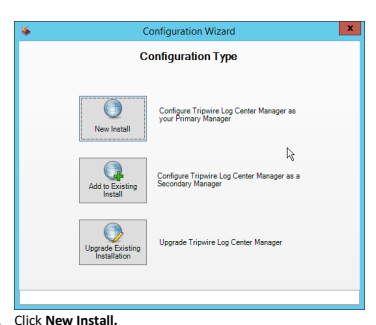 Configuration Wizard
x
Configuration Type
New Install
Configure Tripwire Log Center Manager as
your Primary Manager
Add to Existing
Install
Configure Tripwire Log Center Manager as a
Secondary Manager
Upgrade Existing
Installation
Upgrade Tripwire Log Center Manager
Click New Install.